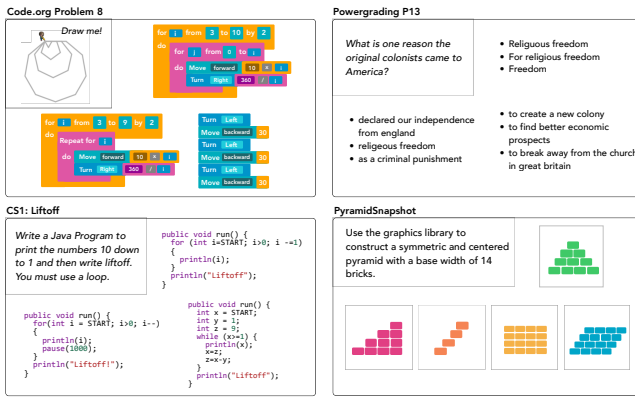 Code.org Problem 8
Draw me!
for i from 3 to 10 by 2
do
for j from 0 to i
do Move forward 10 × i
Turn Right 360 / i
for i from 3 to 9 by 2
do
Repeat for i
do Move forward 10 × i
Turn Right 360 / i
Turn Left
Move backward 30
Turn Left
Move backward 30
Turn Left
Move backward 30
Powergrading P13
What is one reason the
original colonists came to
America?
• Religuous freedom
• For religious freedom
• Freedom
• declared our independence
from england
• religeous freedom
• as a criminal punishment
• to create a new colony
• to find better economic
prospects
• to break away from the church
in great britain
CS1: Liftoff
Write a Java Program to
print the numbers 10 down
to 1 and then write liftoff.
You must use a loop.
public void run() {
for (int i=START; i>0; i -=1)
{
println(i);
}
println("Liftoff");
}
public void run() {
for(int i = START; i>0; i--)
{
println(i);
pause(1000);
}
println("Liftoff!");
}
public void run() {
int x = START;
int y = 1;
int z = 9;
while (x>=1) {
println(x);
x=z;
z=x-y;
}
println("Liftoff");
}
PyramidSnapshot
Use the graphics library to
construct a symmetric and centered
pyramid with a base width of 14
bricks.